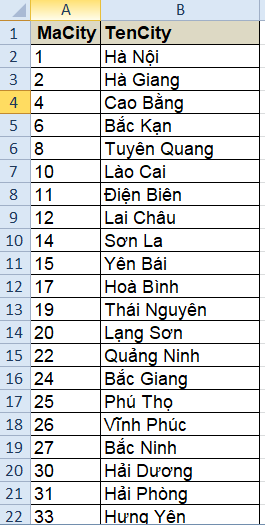 A B
1 MaCity TenCity
2 1 Hà Nội
3 2 Hà Giang
4 4 Cao Bằng
5 6 Bắc Kạn
6 8 Tuyên Quang
7 10 Lào Cai
8 11 Điện Biên
9 12 Lai Châu
10 14 Sơn La
11 15 Yên Bái
12 17 Hoà Bình
13 19 Thái Nguyên
14 20 Lạng Sơn
15 22 Quảng Ninh
16 24 Bắc Giang
17 25 Phú Thọ
18 26 Vĩnh Phúc
19 27 Bắc Ninh
20 30 Hải Dương
21 31 Hải Phòng
22 33 Hưng Yên